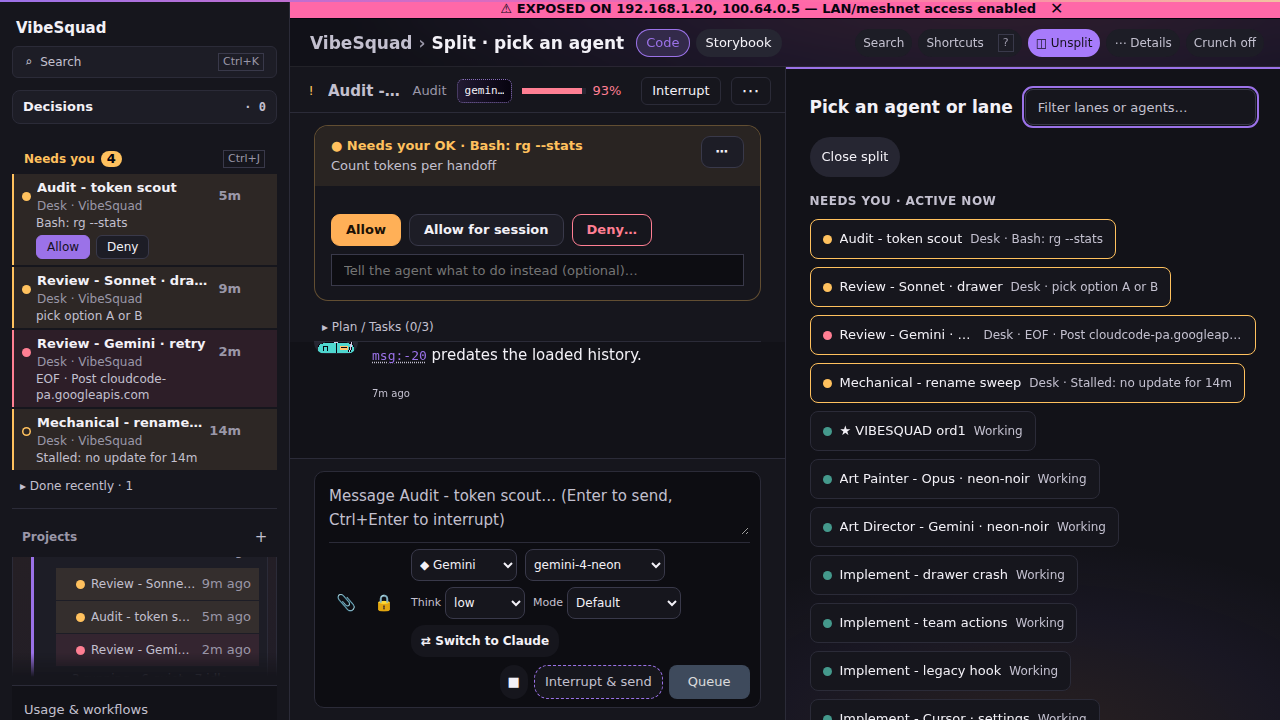 ⚠ EXPOSED ON 192.168.1.20, 100.64.0.5 — LAN/meshnet access enabled ✕
VibeSquad
⌕ Search Ctrl+K
Decisions · 0
Needs you 4 Ctrl+J
Audit - token scout 5m
Desk · VibeSquad
Bash: rg --stats
Allow Deny
Review - Sonnet · dra… 9m
Desk · VibeSquad
pick option A or B
Review - Gemini · retry 2m
Desk · VibeSquad
EOF · Post cloudcode-
pa.googleapis.com
Mechanical - rename… 14m
Desk · VibeSquad
Stalled: no update for 14m
▸ Done recently · 1
Projects +
Review - Sonne… 9m ago
Audit - token s… 5m ago
Review - Gemi… 2m ago
Usage & workflows
VibeSquad › Split · pick an agent Code Storybook
Search Shortcuts ? ◫ Unsplit ⋯ Details Crunch off
! Audit -… Audit gemin… 93% Interrupt ⋯
● Needs your OK · Bash: rg --stats ⋯
Count tokens per handoff
Allow Allow for session Deny…
Tell the agent what to do instead (optional)…
▸ Plan / Tasks (0/3)
msg:-20 predates the loaded history.
7m ago
Message Audit - token scout… (Enter to send,
Ctrl+Enter to interrupt)
◆ Gemini gemini-4-neon
Think low Mode Default
⇄ Switch to Claude
■ Interrupt & send Queue
Pick an agent or lane Filter lanes or agents…
Close split
NEEDS YOU · ACTIVE NOW
Audit - token scout Desk · Bash: rg --stats
Review - Sonnet · drawer Desk · pick option A or B
Review - Gemini · … Desk · EOF · Post cloudcode-pa.googleap…
Mechanical - rename sweep Desk · Stalled: no update for 14m
★ VIBESQUAD ord1 Working
Art Painter - Opus · neon-noir Working
Art Director - Gemini · neon-noir Working
Implement - drawer crash Working
Implement - team actions Working
Implement - legacy hook Working
Implement - Cursor · settings Working